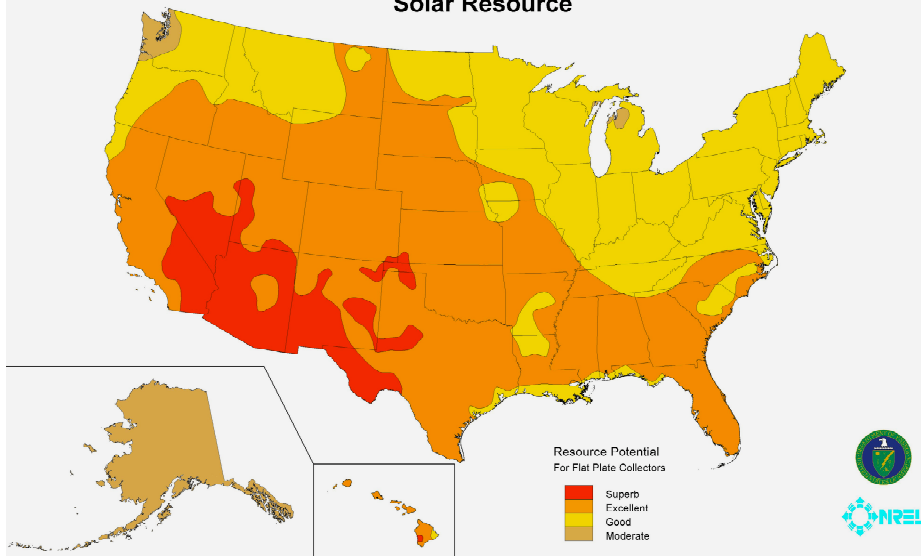 Solar Resource
Resource Potential
For Flat Plate Collectors
Superb
Excellent
Good
Moderate
NREL